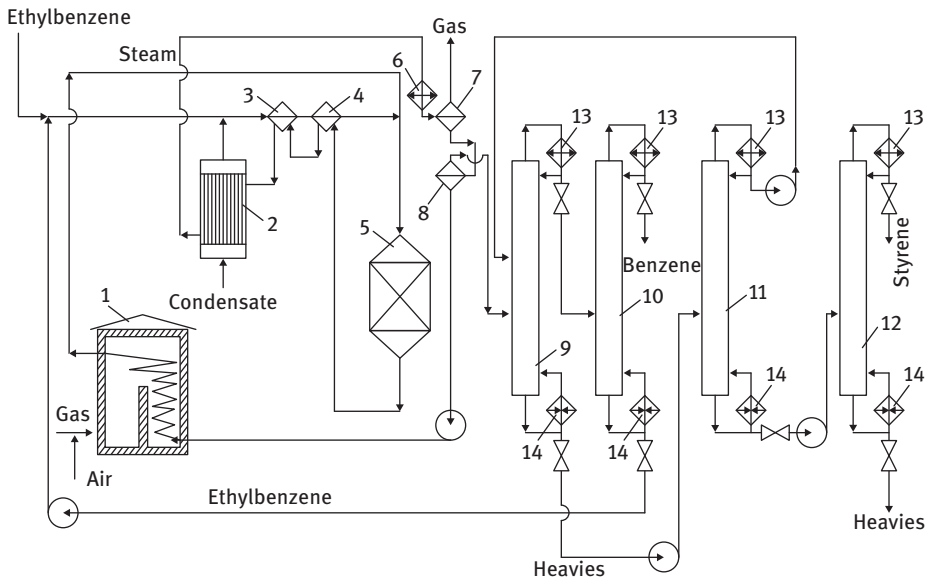 Ethylbenzene
Steam
Gas
6
7
3
4
13
13
13
13
8
2
5
Condensate
Benzene
Styrene
1
9
10
11
12
Gas
Air
14
14
14
14
Ethylbenzene
Heavies
Heavies